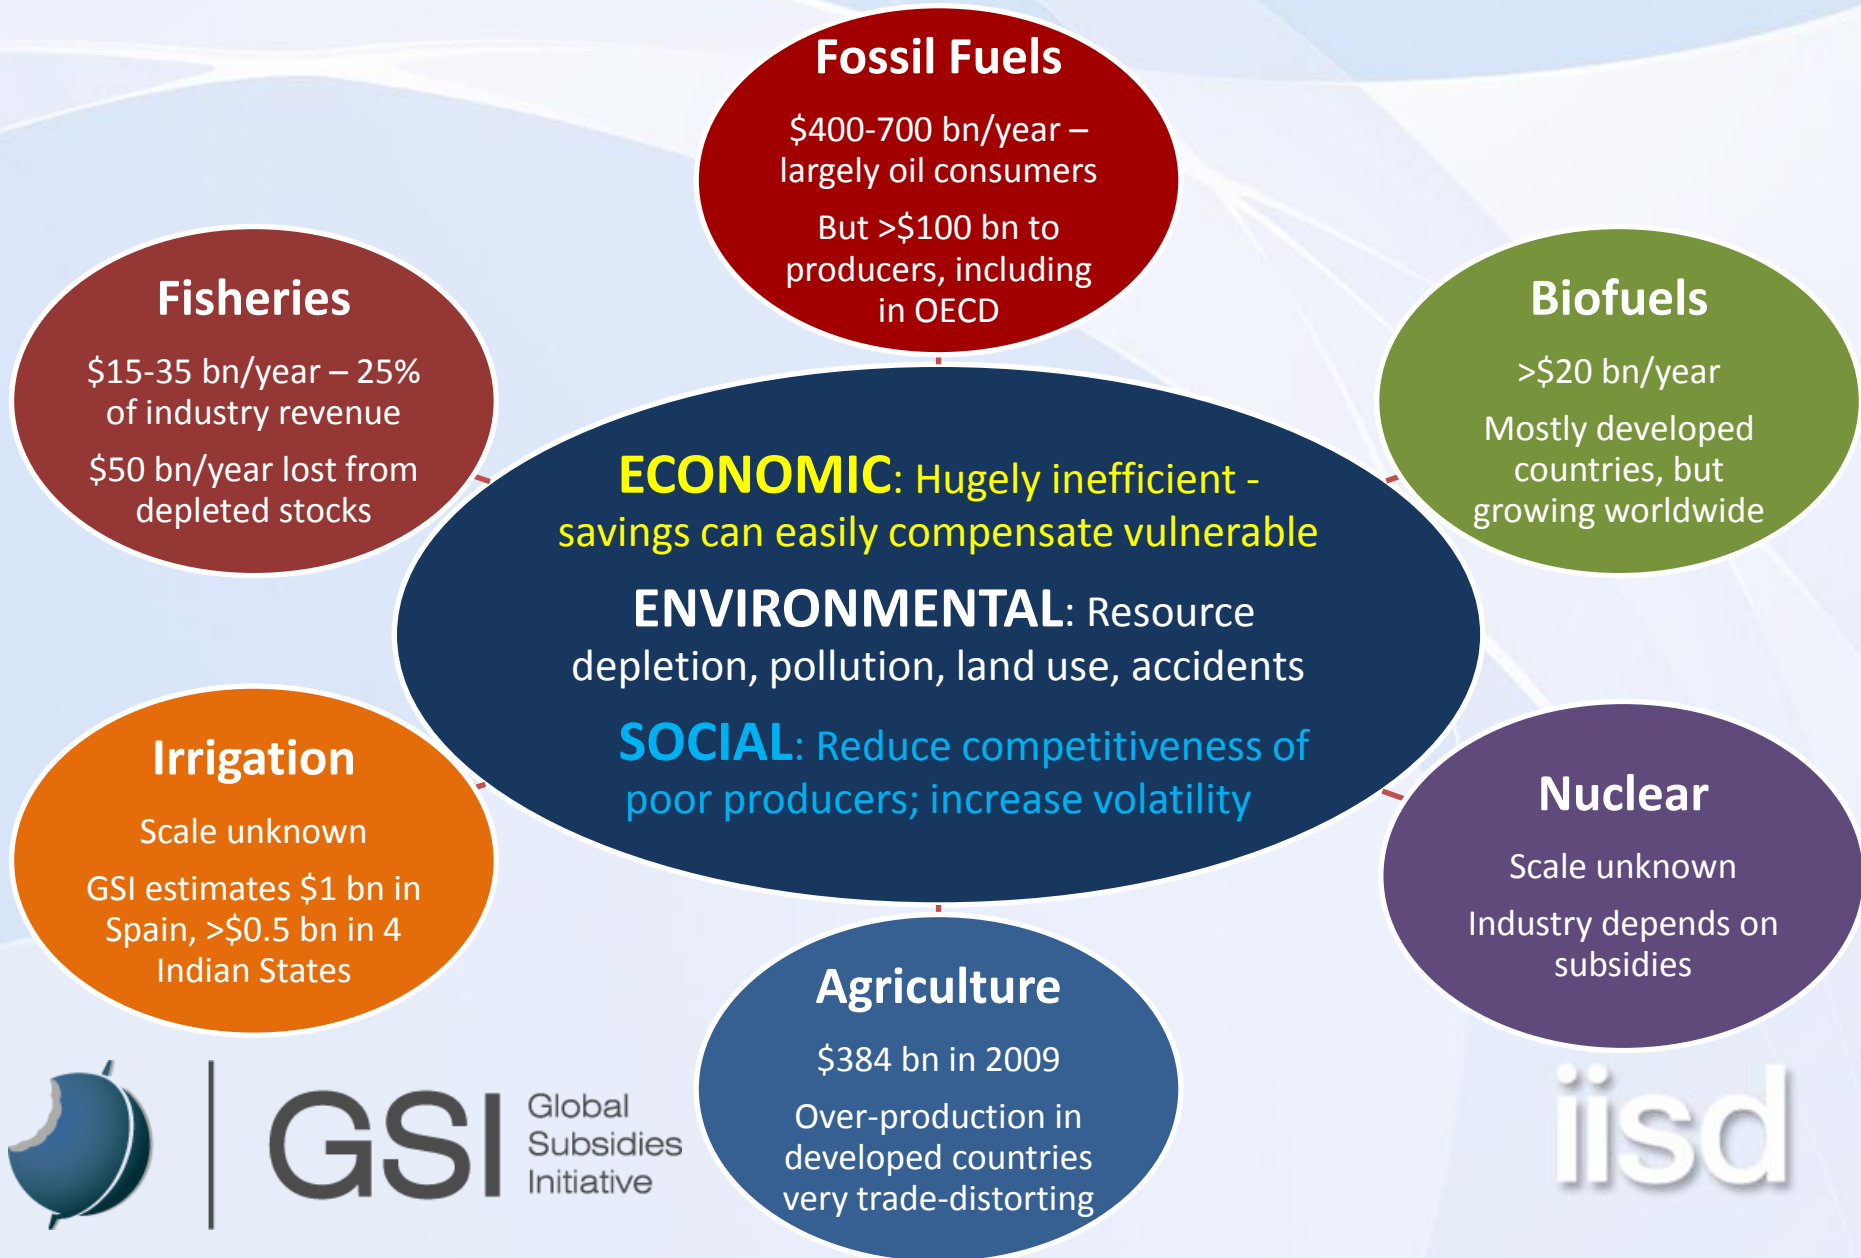 Fossil Fuels
$400-700 bn/year –
largely oil consumers
But >$100 bn to
producers, including
in OECD
Fisheries
$15-35 bn/year – 25%
of industry revenue
$50 bn/year lost from
depleted stocks
Biofuels
>$20 bn/year
Mostly developed
countries, but
growing worldwide
ECONOMIC: Hugely inefficient -
savings can easily compensate vulnerable
ENVIRONMENTAL: Resource
depletion, pollution, land use, accidents
SOCIAL: Reduce competitiveness of
poor producers; increase volatility
Irrigation
Scale unknown
GSI estimates $1 bn in
Spain, >$0.5 bn in 4
Indian States
Nuclear
Scale unknown
Industry depends on
subsidies
Agriculture
$384 bn in 2009
Over-production in
developed countries
very trade-distorting
GSI
Global
Subsidies
Initiative
iisd